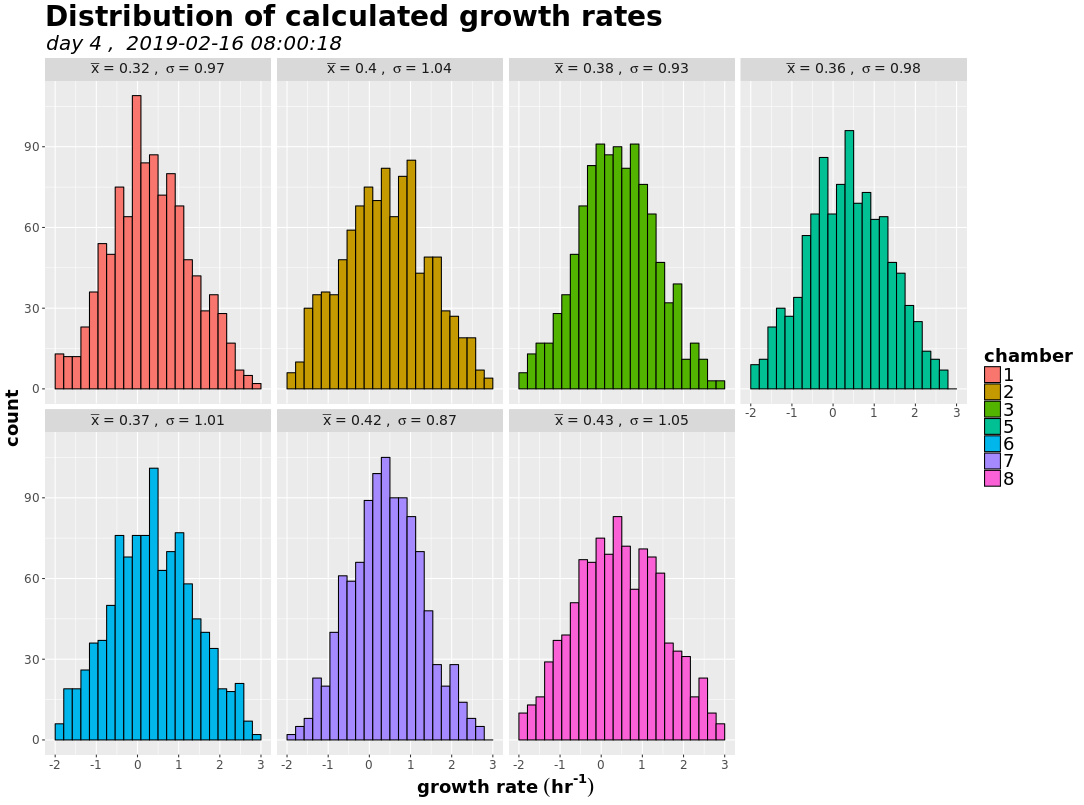 Distribution of calculated growth rates
day 4 ,  2019-02-16 08:00:18
x̅ = 0.32 ,  σ = 0.97
x̅ = 0.4 ,  σ = 1.04
x̅ = 0.38 ,  σ = 0.93
x̅ = 0.36 ,  σ = 0.98
90
60
30
0
-2 -1 0 1 2 3
count
x̅ = 0.37 ,  σ = 1.01
x̅ = 0.42 ,  σ = 0.87
x̅ = 0.43 ,  σ = 1.05
90
60
30
0
-2 -1 0 1 2 3
-2 -1 0 1 2 3
-2 -1 0 1 2 3
growth rate (hr⁻¹)
chamber
1
2
3
5
6
7
8